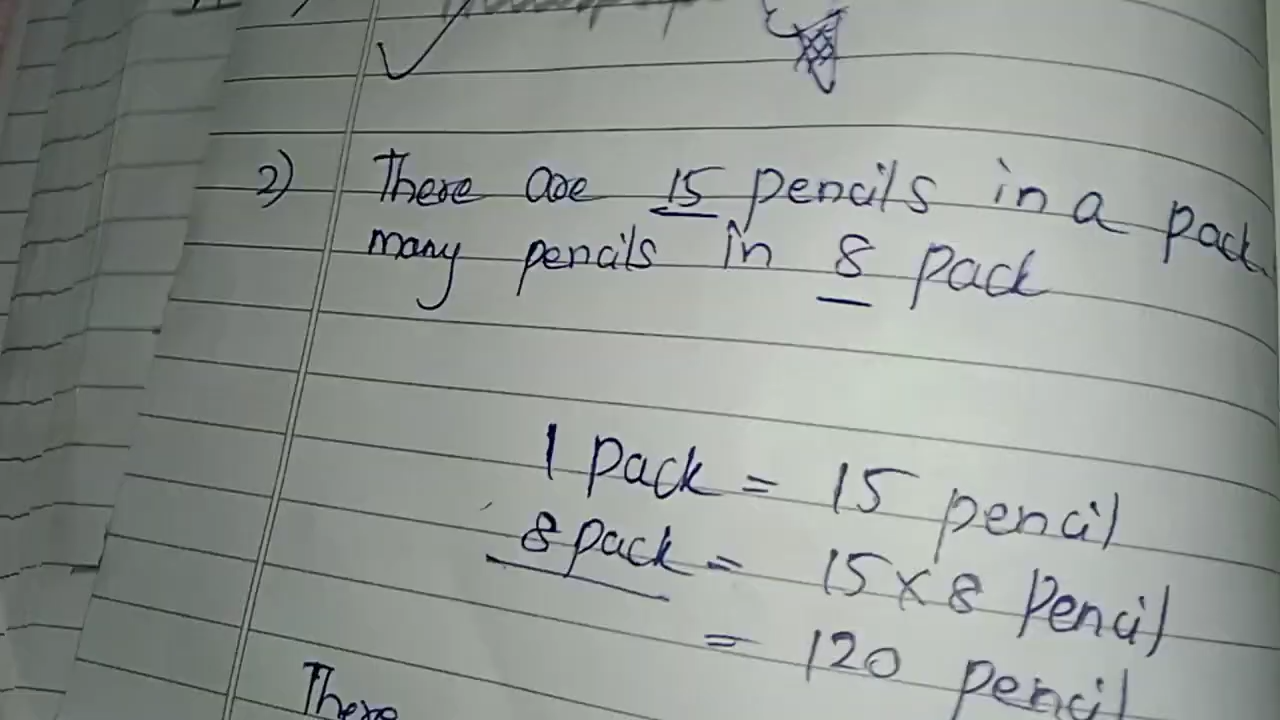 2) There are 15 pencils in a pack.
many pencils in 8 pack
1 pack = 15 pencil
8 pack = 15 × 8 pencil
= 120 pencil
There